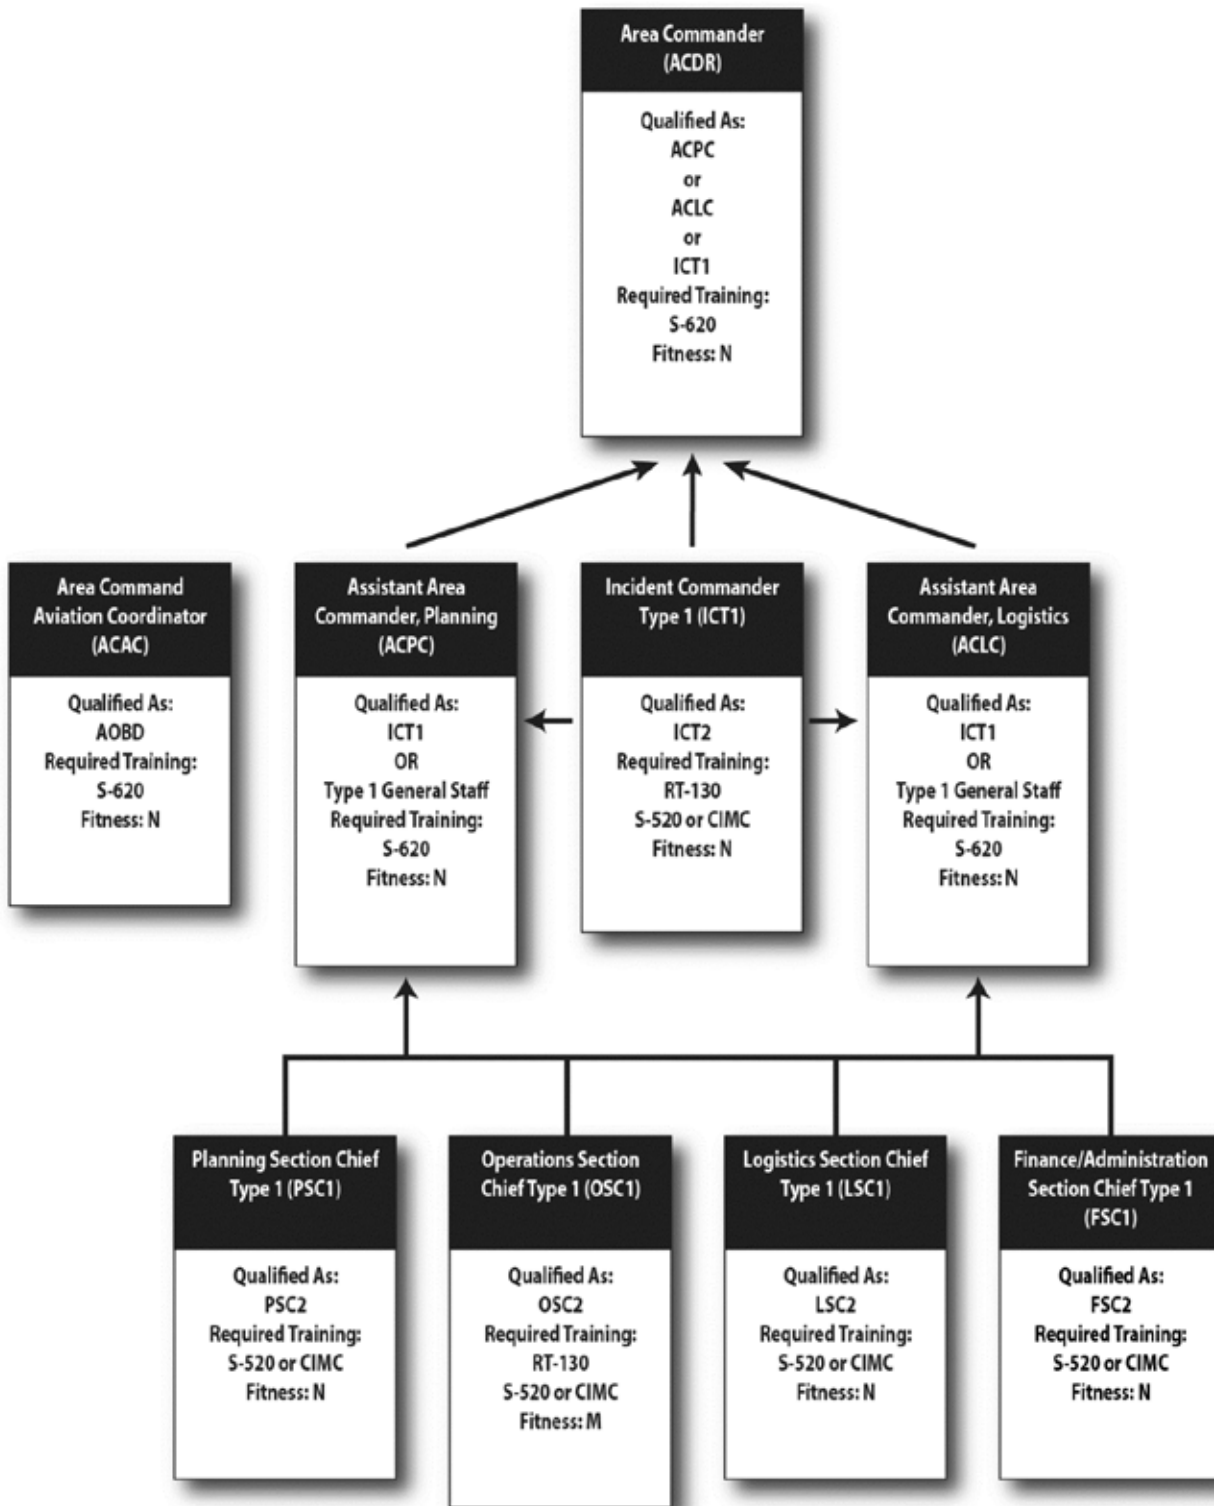 Area Commander
(ACDR)
Qualified As:
ACPC
or
ACLC
or
ICT1
Required Training:
S-620
Fitness: N
Area Command
Aviation Coordinator
(ACAC)
Qualified As:
AOBD
Required Training:
S-620
Fitness: N
Assistant Area
Commander, Planning
(ACPC)
Qualified As:
ICT1
OR
Type 1 General Staff
Required Training:
S-620
Fitness: N
Incident Commander
Type 1 (ICT1)
Qualified As:
ICT2
Required Training:
RT-130
S-520 or CIMC
Fitness: N
Assistant Area
Commander, Logistics
(ACLC)
Qualified As:
ICT1
OR
Type 1 General Staff
Required Training:
S-620
Fitness: N
Planning Section Chief
Type 1 (PSC1)
Qualified As:
PSC2
Required Training:
S-520 or CIMC
Fitness: N
Operations Section
Chief Type 1 (OSC1)
Qualified As:
OSC2
Required Training:
RT-130
S-520 or CIMC
Fitness: M
Logistics Section Chief
Type 1 (LSC1)
Qualified As:
LSC2
Required Training:
S-520 or CIMC
Fitness: N
Finance/Administration
Section Chief Type 1
(FSC1)
Qualified As:
FSC2
Required Training:
S-520 or CIMC
Fitness: N